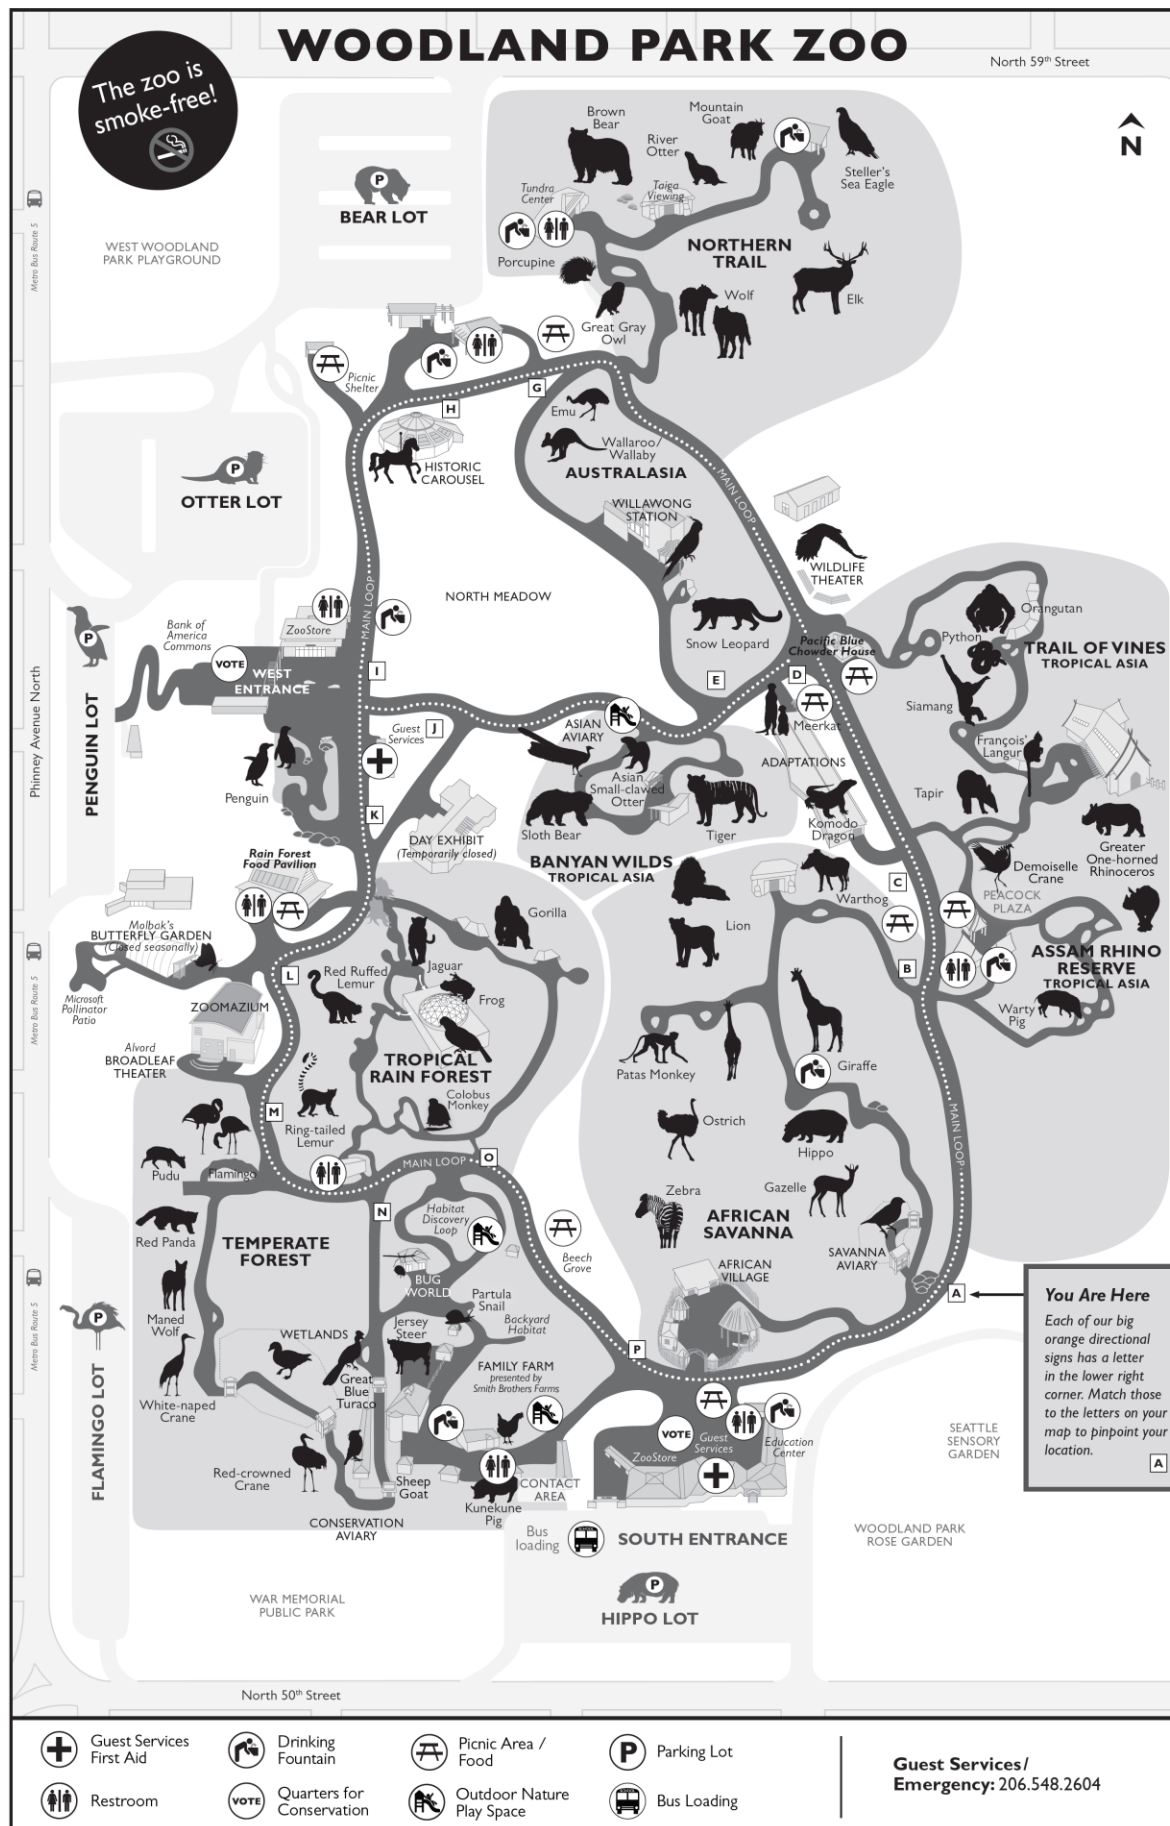 WOODLAND PARK ZOO
The zoo is
smoke-free!
North 59th Street
N
Metro Bus Route 5
WEST WOODLAND
PARK PLAYGROUND
P
BEAR LOT
Brown
Bear
River
Otter
Mountain
Goat
Steller's
Sea Eagle
Tundra
Center
Taiga
Viewing
NORTHERN
TRAIL
Porcupine
Great Gray
Owl
Wolf
Elk
Picnic
Shelter
H
G
HISTORIC
CAROUSEL
Emu
Wallaroo/
Wallaby
AUSTRALASIA
WILLAWONG
STATION
MAIN LOOP
P
OTTER LOT
WILDLIFE
THEATER
Snow Leopard
NORTH MEADOW
MAIN LOOP
ZooStore
Bank of
America
Commons
VOTE
WEST
ENTRANCE
I
P
PENGUIN LOT
Phinney Avenue North
Pacific Blue
Chowder House
E
D
Orangutan
Python
TRAIL OF VINES
TROPICAL ASIA
Siamang
François'
Langur
Tapir
Greater
One-horned
Rhinoceros
Demoiselle
Crane
PEACOCK
PLAZA
Guest
Services
J
K
Penguin
ASIAN
AVIARY
Asian
Small-clawed
Otter
Sloth Bear
Tiger
BANYAN WILDS
TROPICAL ASIA
Meerkat
ADAPTATIONS
Komodo
Dragon
DAY EXHIBIT
(Temporarily closed)
Rain Forest
Food Pavilion
Molbak's
BUTTERFLY GARDEN
(Closed seasonally)
Metro Bus Route 5
Microsoft
Pollinator
Patio
L
ZOOMAZIUM
Alvord
BROADLEAF
THEATER
Gorilla
Jaguar
Red Ruffed
Lemur
Frog
TROPICAL
RAIN FOREST
Colobus
Monkey
Ring-tailed
Lemur
M
Lion
Warthog
C
B
ASSAM RHINO
RESERVE
TROPICAL ASIA
Warty
Pig
Patas Monkey
Giraffe
Ostrich
Hippo
Gazelle
Zebra
AFRICAN
SAVANNA
SAVANNA
AVIARY
AFRICAN
VILLAGE
MAIN LOOP
A
Pudu
Flamingo
Red Panda
TEMPERATE
FOREST
Maned
Wolf
White-naped
Crane
MAIN LOOP
O
N
Habitat
Discovery
Loop
Beech
Grove
BUG
WORLD
Partula
Snail
Backyard
Habitat
Jersey
Steer
WETLANDS
Great
Blue
Turaco
FAMILY FARM
presented by
Smith Brothers Farms
P
Red-crowned
Crane
Sheep
Goat
Kunekune
Pig
CONTACT
AREA
CONSERVATION
AVIARY
P
FLAMINGO LOT
Metro Bus Route 5
VOTE
Guest
Services
ZooStore
Education
Center
Bus
loading
SOUTH ENTRANCE
P
HIPPO LOT
You Are Here
Each of our big
orange directional
signs has a letter
in the lower right
corner. Match those
to the letters on your
map to pinpoint your
location.
A
SEATTLE
SENSORY
GARDEN
WOODLAND PARK
ROSE GARDEN
WAR MEMORIAL
PUBLIC PARK
North 50th Street
Guest Services
First Aid
Drinking
Fountain
Picnic Area /
Food
P
Parking Lot
Restroom
VOTE
Quarters for
Conservation
Outdoor Nature
Play Space
Bus Loading
Guest Services/
Emergency: 206.548.2604